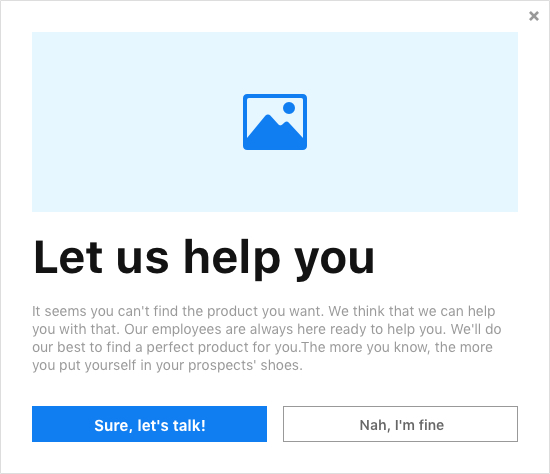 Let us help you
It seems you can't find the product you want. We think that we can help
you with that. Our employees are always here ready to help you. We'll do
our best to find a perfect product for you.The more you know, the more
you put yourself in your prospects' shoes.
Sure, let's talk!
Nah, I'm fine